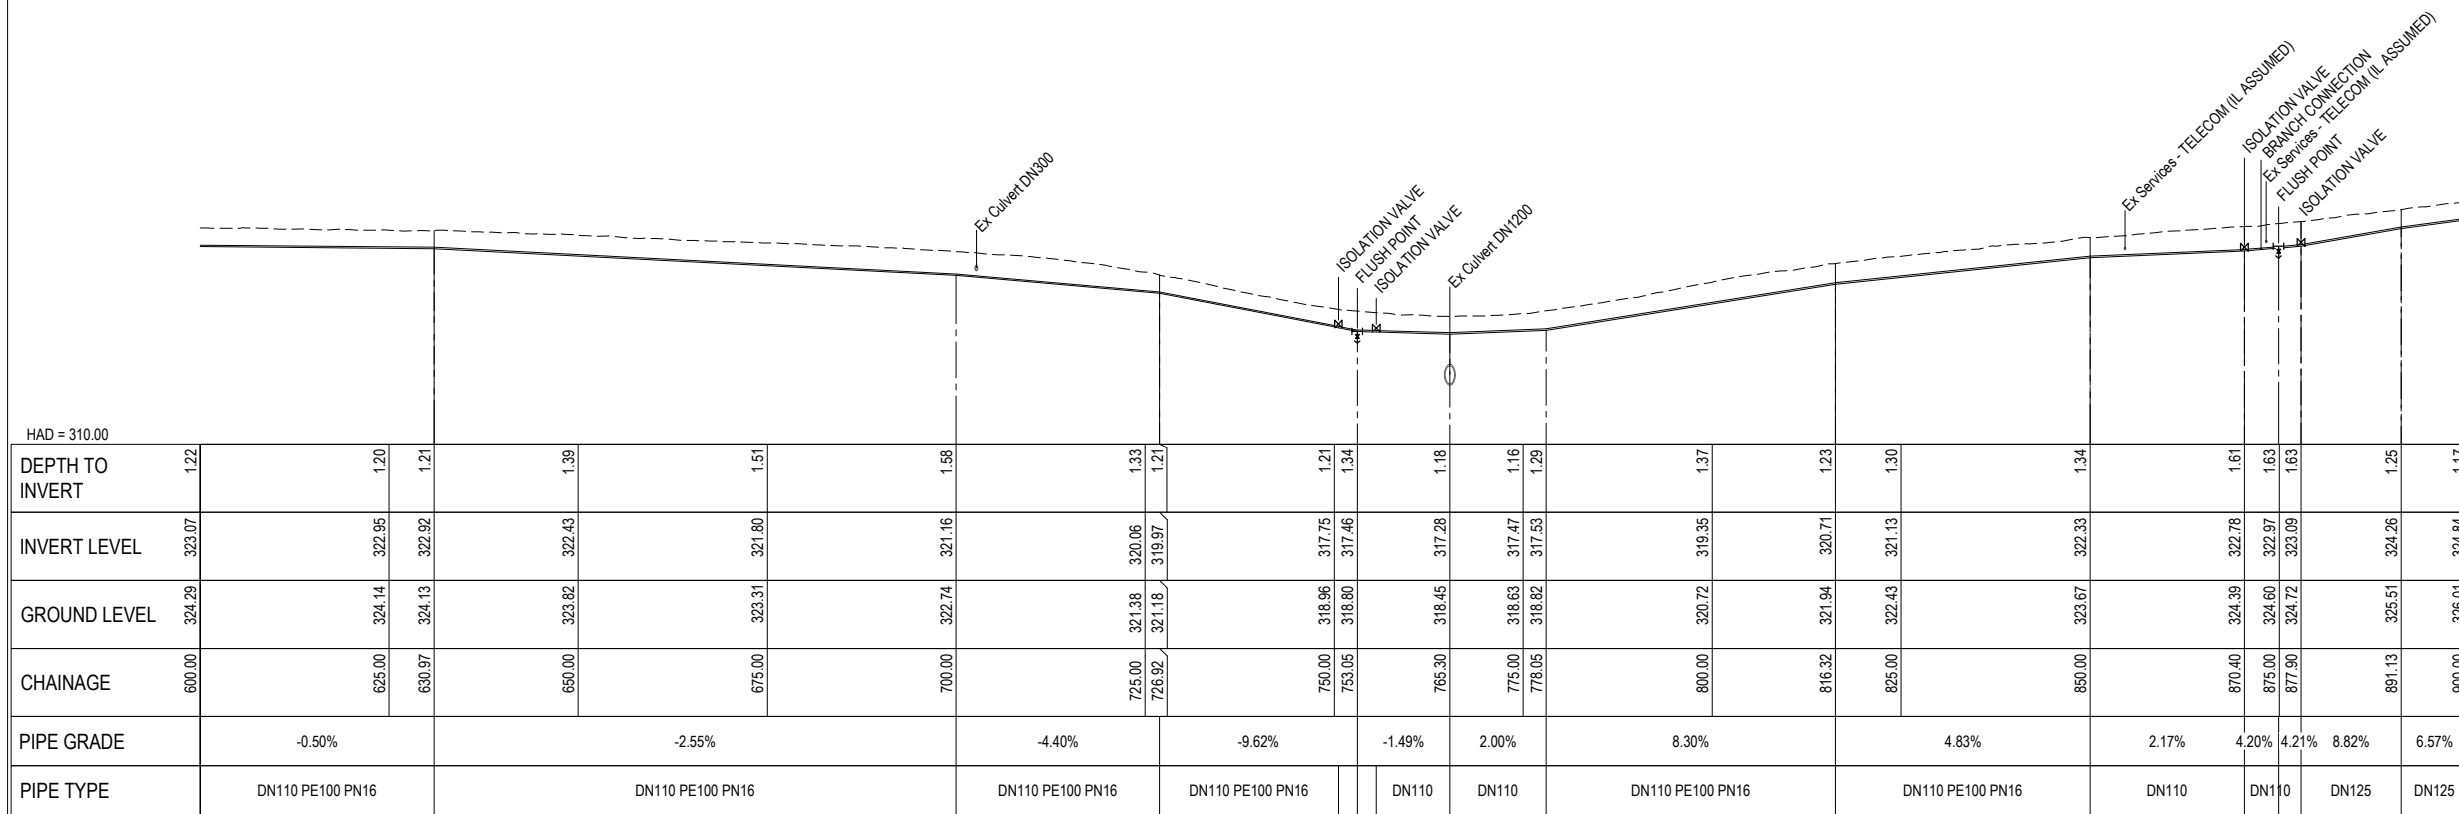 Ex Culvert DN300
ISOLATION VALVE
FLUSH POINT
ISOLATION VALVE
Ex Culvert DN1200
Ex Services - TELECOM (IL ASSUMED)
ISOLATION VALVE
BRANCH CONNECTION
Ex Services - TELECOM (IL ASSUMED)
FLUSH POINT
ISOLATION VALVE
HAD = 310.00
DEPTH TO
INVERT
1.22 1.20 1.21 1.39 1.51 1.58 1.33 1.21 1.21 1.34 1.18 1.16 1.29 1.37 1.23 1.30 1.34 1.61 1.63 1.63 1.25 1.17
INVERT LEVEL 323.07 322.95 322.92 322.43 321.80 321.16 320.06 319.97 317.75 317.46 317.28 317.47 317.53 319.35 320.71 321.13 322.33 322.78 322.97 323.09 324.26 324.84
GROUND LEVEL 324.29 324.14 324.13 323.82 323.31 322.74 321.38 321.18 318.96 318.80 318.45 318.63 318.82 320.72 321.94 322.43 323.67 324.39 324.60 324.72 325.51 326.01
CHAINAGE 600.00 625.00 630.97 650.00 675.00 700.00 725.00 726.92 750.00 753.05 765.30 775.00 778.05 800.00 816.32 825.00 850.00 870.40 875.00 877.90 891.13 900.00
PIPE GRADE -0.50% -2.55% -4.40% -9.62% -1.49% 2.00% 8.30% 4.83% 2.17% 4.20% 4.21% 8.82% 6.57%
PIPE TYPE DN110 PE100 PN16 DN110 PE100 PN16 DN110 PE100 PN16 DN110 PE100 PN16 DN110 DN110 DN110 PE100 PN16 DN110 PE100 PN16 DN110 DN110 DN125 DN125